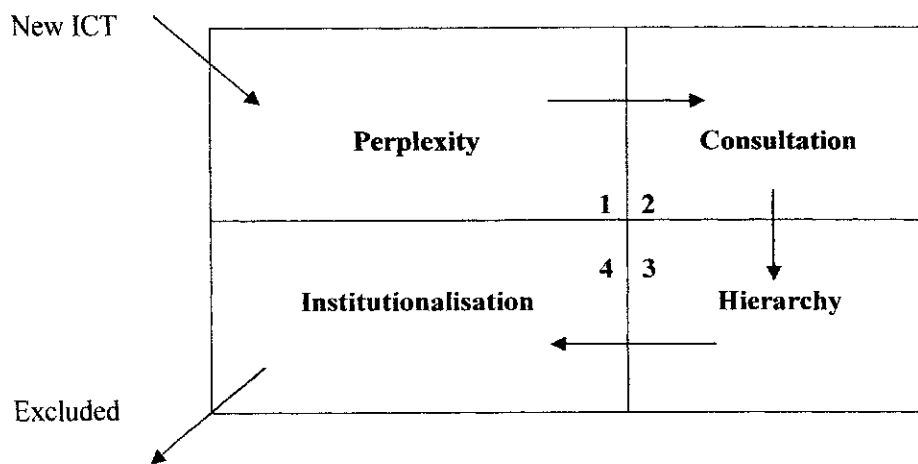 New ICT
Perplexity
Consultation
1 2
4 3
Institutionalisation
Hierarchy
Excluded